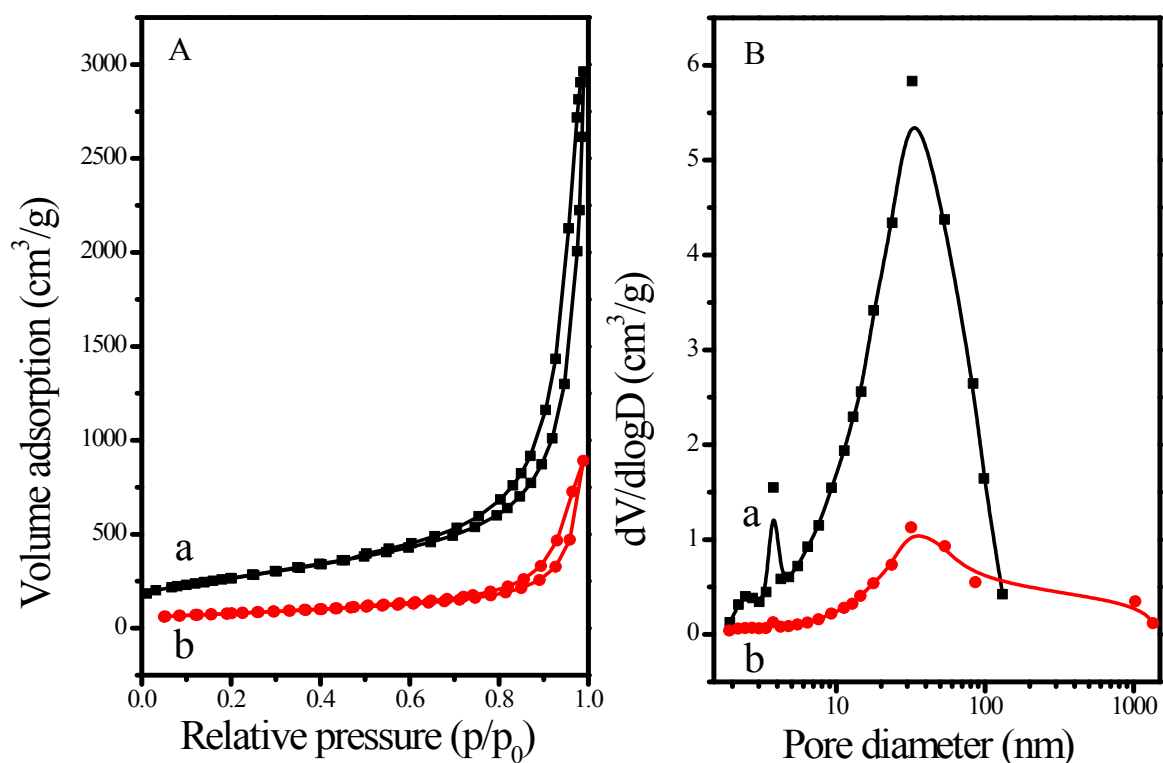 A
Volume adsorption (cm³/g)
3000
2500
2000
1500
1000
500
0
a
b
0.0
0.2
0.4
0.6
0.8
1.0
Relative pressure (p/p₀)
B
dV/dlogD (cm³/g)
6
5
4
3
2
1
0
a
b
10
100
1000
Pore diameter (nm)